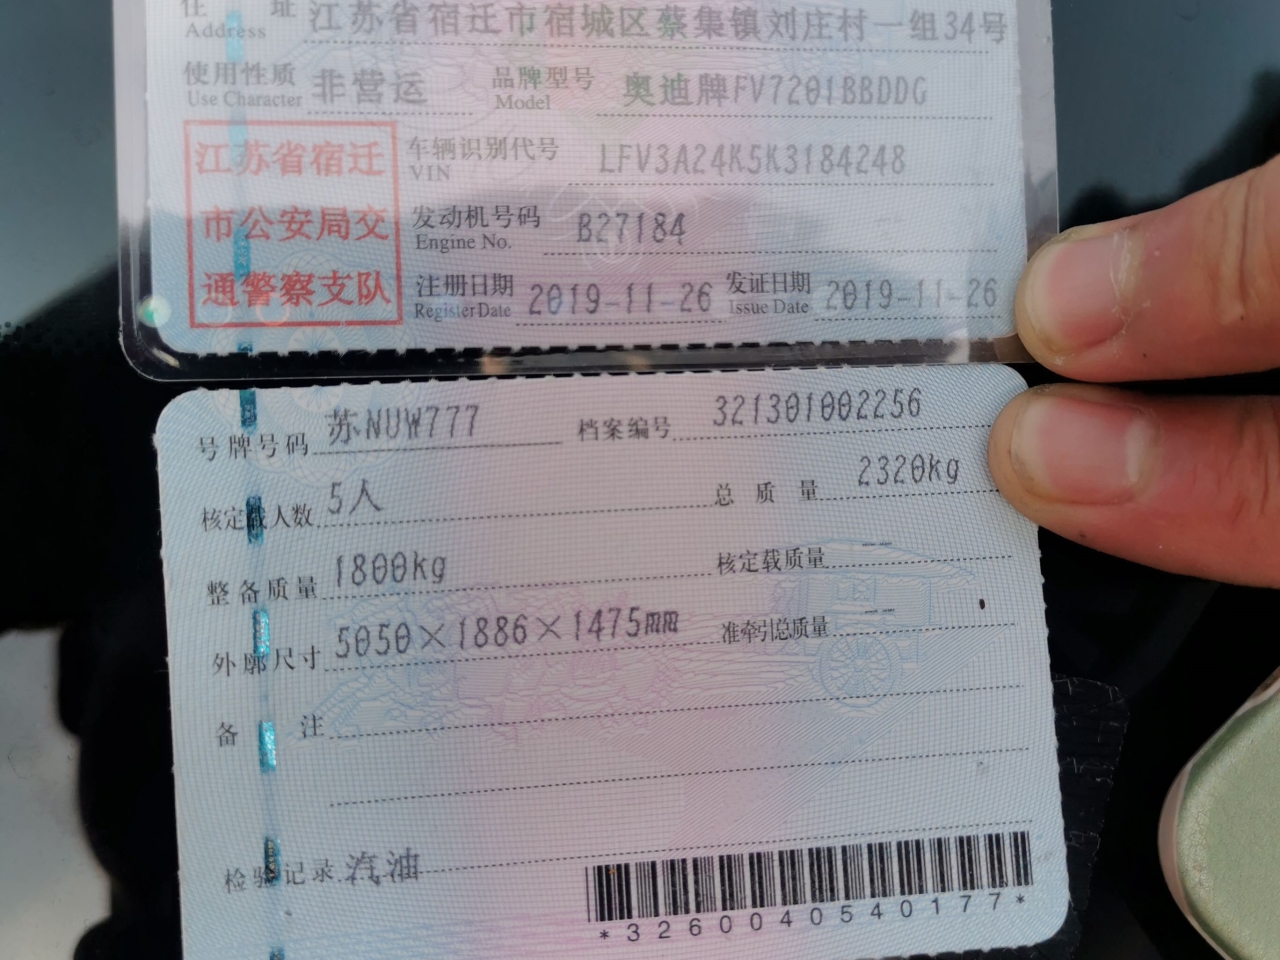 住 址 江苏省宿迁市宿城区蔡集镇刘庄村一组34号
Address
使用性质 非营运 品牌型号 奥迪牌FV7201BBDDG
Use Character Model
江苏省宿迁
市公安局交
通警察支队
车辆识别代号 LFV3A24K5K3184248
VIN
发动机号码 B27184
Engine No.
注册日期 2019-11-26 发证日期 2019-11-26
Register Date Issue Date
号牌号码 苏NUW777 档案编号 321301002256
核定载人数 5人 总质量 2320kg
整备质量 1800kg 核定载质量 --
外廓尺寸 5050×1886×1475mm 准牵引总质量 --
备 注
检验记录 汽油
*3260040540177*